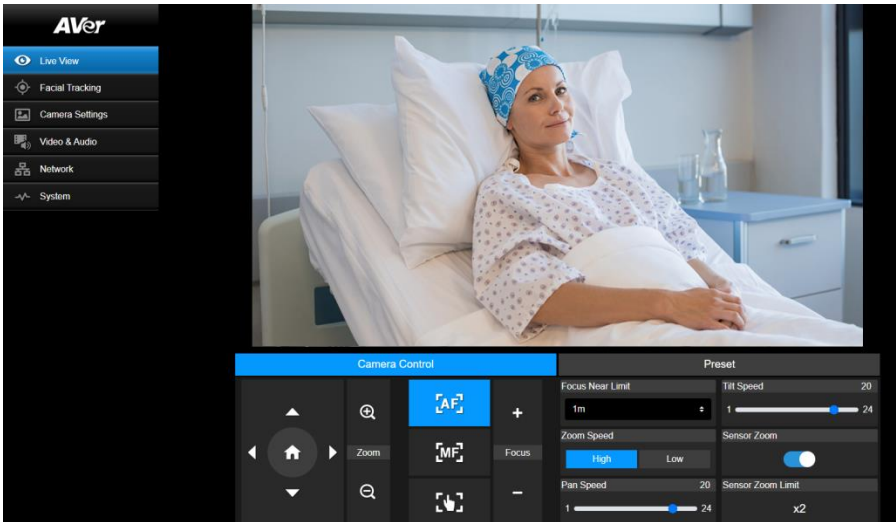 AVer
Live View
Facial Tracking
Camera Settings
Video & Audio
Network
System
Camera Control
Preset
AF
MF
Zoom
Focus
Focus Near Limit
1m
Tilt Speed 20
1 24
Zoom Speed
High Low
Sensor Zoom
Pan Speed 20
1 24
Sensor Zoom Limit
x2